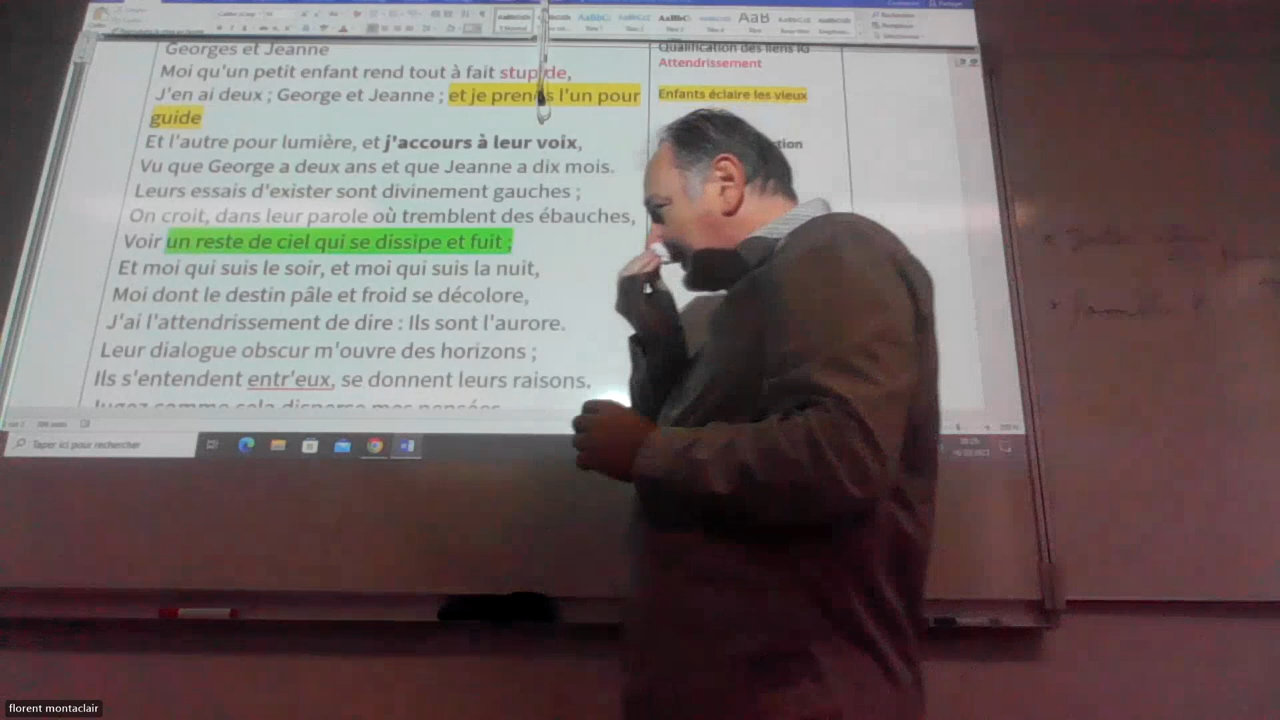 Georges et Jeanne
Moi qu'un petit enfant rend tout à fait stupide,
J'en ai deux ; George et Jeanne ; et je prends l'un pour
guide
Et l'autre pour lumière, et j'accours à leur voix,
Vu que George a deux ans et que Jeanne a dix mois.
Leurs essais d'exister sont divinement gauches ;
On croit, dans leur parole où tremblent des ébauches,
Voir un reste de ciel qui se dissipe et fuit ;
Et moi qui suis le soir, et moi qui suis la nuit,
Moi dont le destin pâle et froid se décolore,
J'ai l'attendrissement de dire : Ils sont l'aurore.
Leur dialogue obscur m'ouvre des horizons ;
Ils s'entendent entr'eux, se donnent leurs raisons.
Jugez comme cela disperse mes pensées
Qualification des liens IG
Attendrissement
Enfants éclaire les vieux
Taper ici pour rechercher
florent montaclair